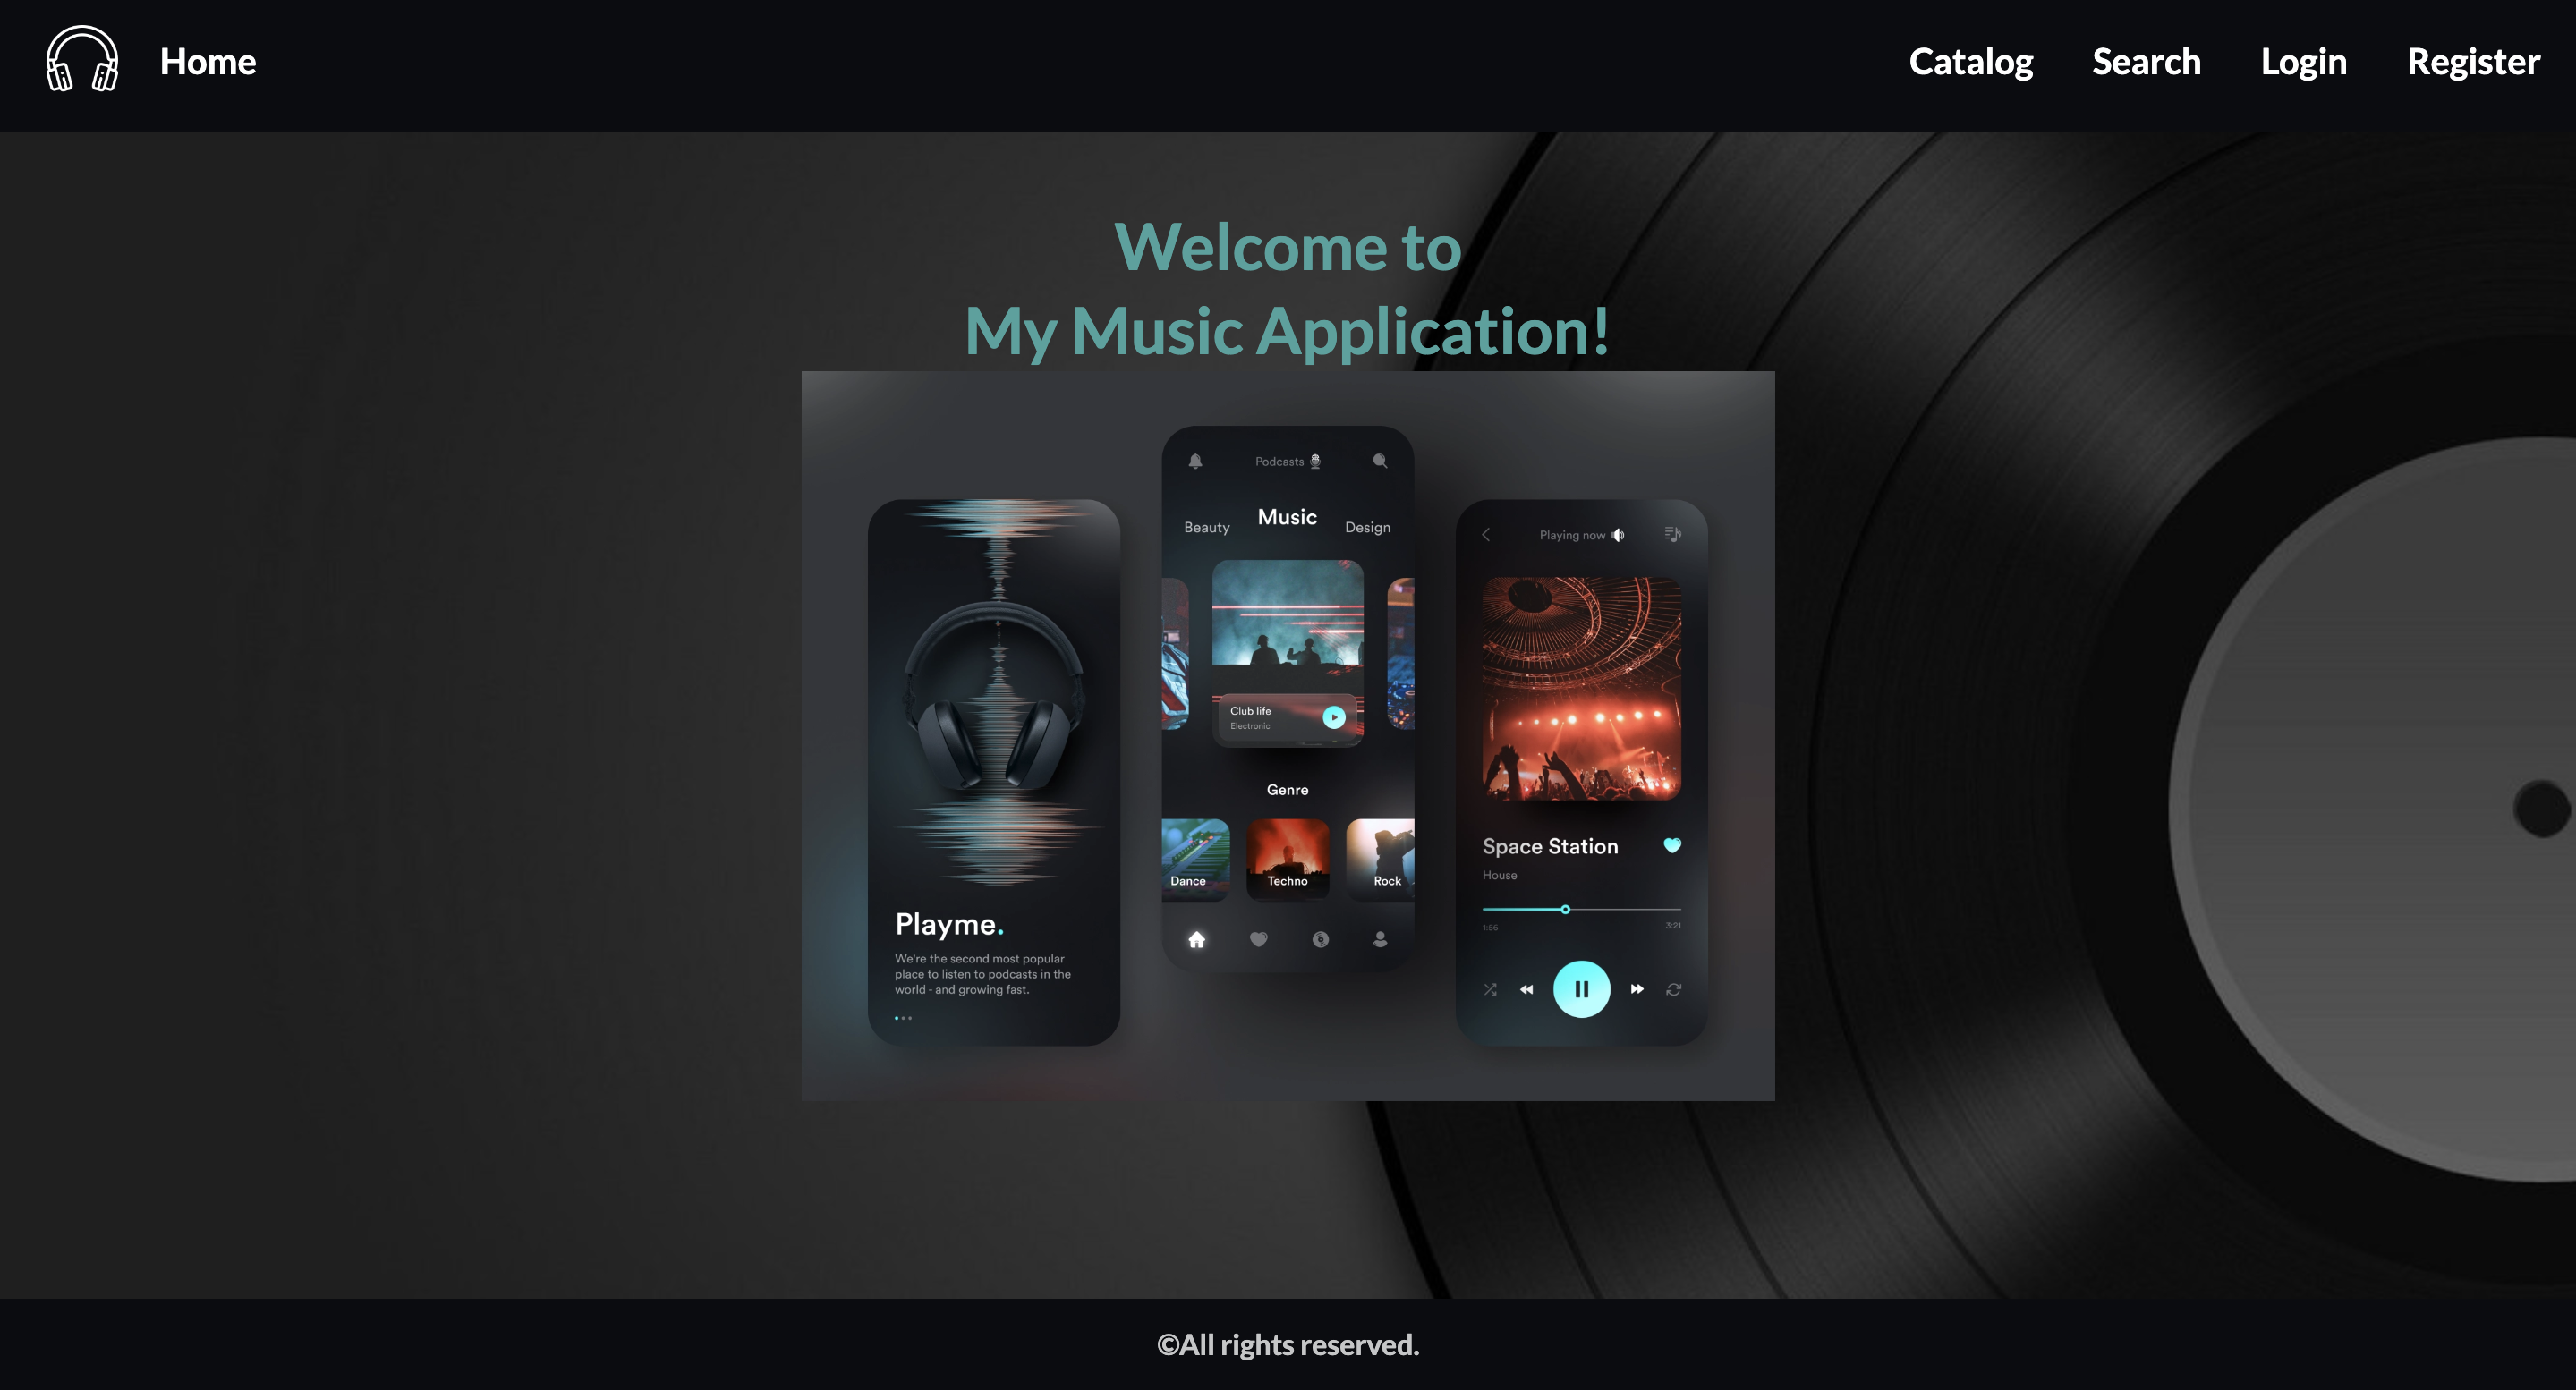 Home
Catalog Search Login Register
Welcome to
My Music Application!
Playme.
We're the second most popular
place to listen to podcasts in the
world - and growing fast.
Podcasts
Beauty Music Design
Club life
Electronic
Genre
Dance Techno Rock
Playing now
Space Station
House
1:56 3:21
©All rights reserved.